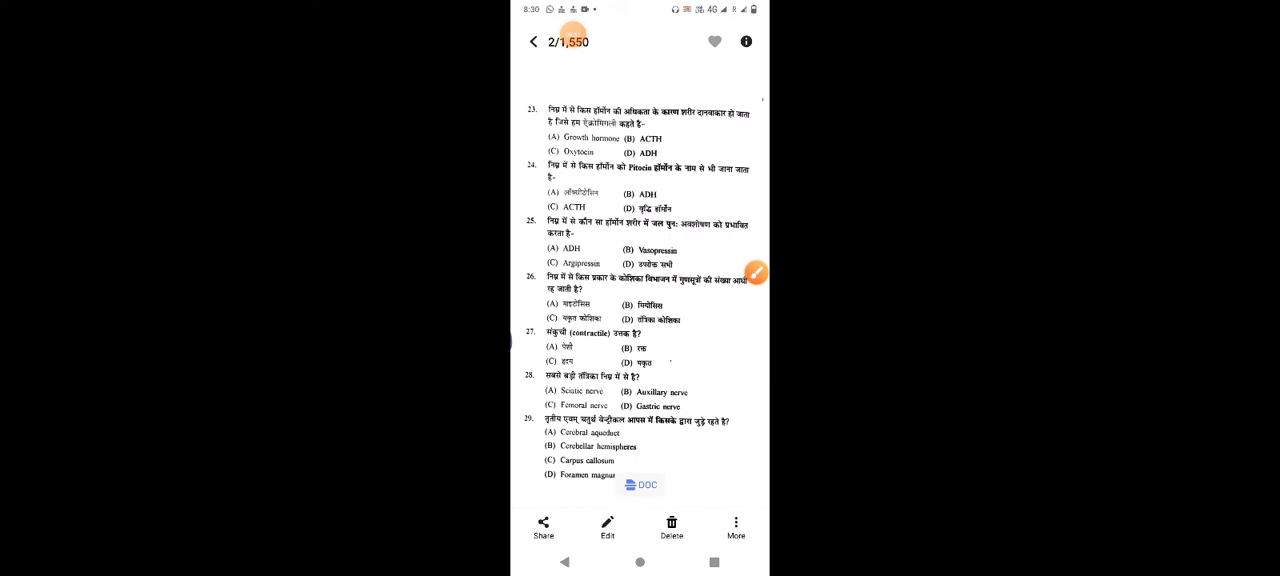 8:30 4G R
2/1,550
23. निम्न में से किस हॉर्मोन की अधिकता के कारण शरीर दानवाकार हो जाता
है जिसे हम ऐक्रोमिगली कहते है-
(A) Growth hormone (B) ACTH
(C) Oxytocin (D) ADH
24. निम्न में से किस हॉर्मोन को Pitocin हॉर्मोन के नाम से भी जाना जाता
है-
(A) ऑक्सीटोसिन (B) ADH
(C) ACTH (D) वृद्धि हॉर्मोन
25. निम्न में से कौन सा हॉर्मोन शरीर में जल पुनः अवशोषण को प्रभावित
करता है-
(A) ADH (B) Vasopressin
(C) Argipressin (D) उपरोक्त सभी
26. निम्न में से किस प्रकार के कोशिका विभाजन में गुणसूत्रों की संख्या आधी
रह जाती है?
(A) माइटोसिस (B) मियोसिस
(C) यकृत कोशिका (D) तंत्रिका कोशिका
27. संकुची (contractile) उत्तक है?
(A) पेशी (B) रक्त
(C) हृदय (D) यकृत
28. सबसे बड़ी तंत्रिका निम्न में से है?
(A) Sciatic nerve (B) Auxillary nerve
(C) Femoral nerve (D) Gastric nerve
29. तृतीय एवम् चतुर्थ वेन्ट्रीकल आपस में किसके द्वारा जुड़े रहते है?
(A) Cerebral aqueduct
(B) Cerebellar hemispheres
(C) Carpus callosum
(D) Foramen magnum
DOC
Share Edit Delete More